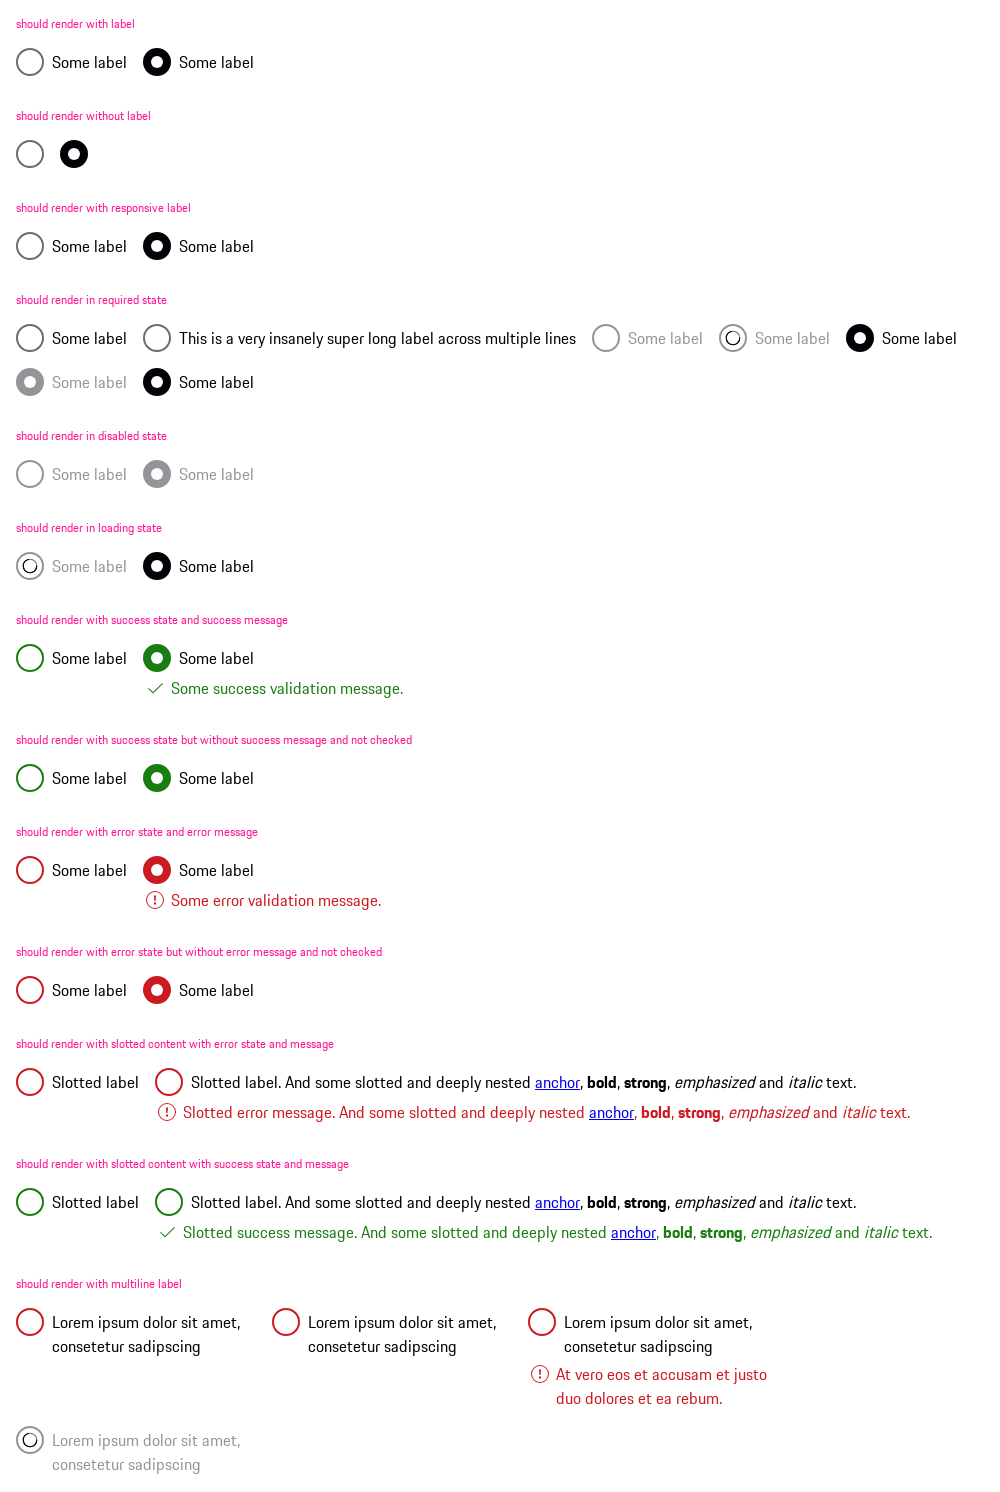 should render with label
Some label Some label
should render without label
should render with responsive label
Some label Some label
should render in required state
Some label This is a very insanely super long label across multiple lines Some label Some label Some label
Some label Some label
should render in disabled state
Some label Some label
should render in loading state
Some label Some label
should render with success state and success message
Some label Some label
Some success validation message.
should render with success state but without success message and not checked
Some label Some label
should render with error state and error message
Some label Some label
Some error validation message.
should render with error state but without error message and not checked
Some label Some label
should render with slotted content with error state and message
Slotted label Slotted label. And some slotted and deeply nested anchor, bold, strong, emphasized and italic text.
Slotted error message. And some slotted and deeply nested anchor, bold, strong, emphasized and italic text.
should render with slotted content with success state and message
Slotted label Slotted label. And some slotted and deeply nested anchor, bold, strong, emphasized and italic text.
Slotted success message. And some slotted and deeply nested anchor, bold, strong, emphasized and italic text.
should render with multiline label
Lorem ipsum dolor sit amet,
consetetur sadipscing
Lorem ipsum dolor sit amet,
consetetur sadipscing
Lorem ipsum dolor sit amet,
consetetur sadipscing
At vero eos et accusam et justo
duo dolores et ea rebum.
Lorem ipsum dolor sit amet,
consetetur sadipscing